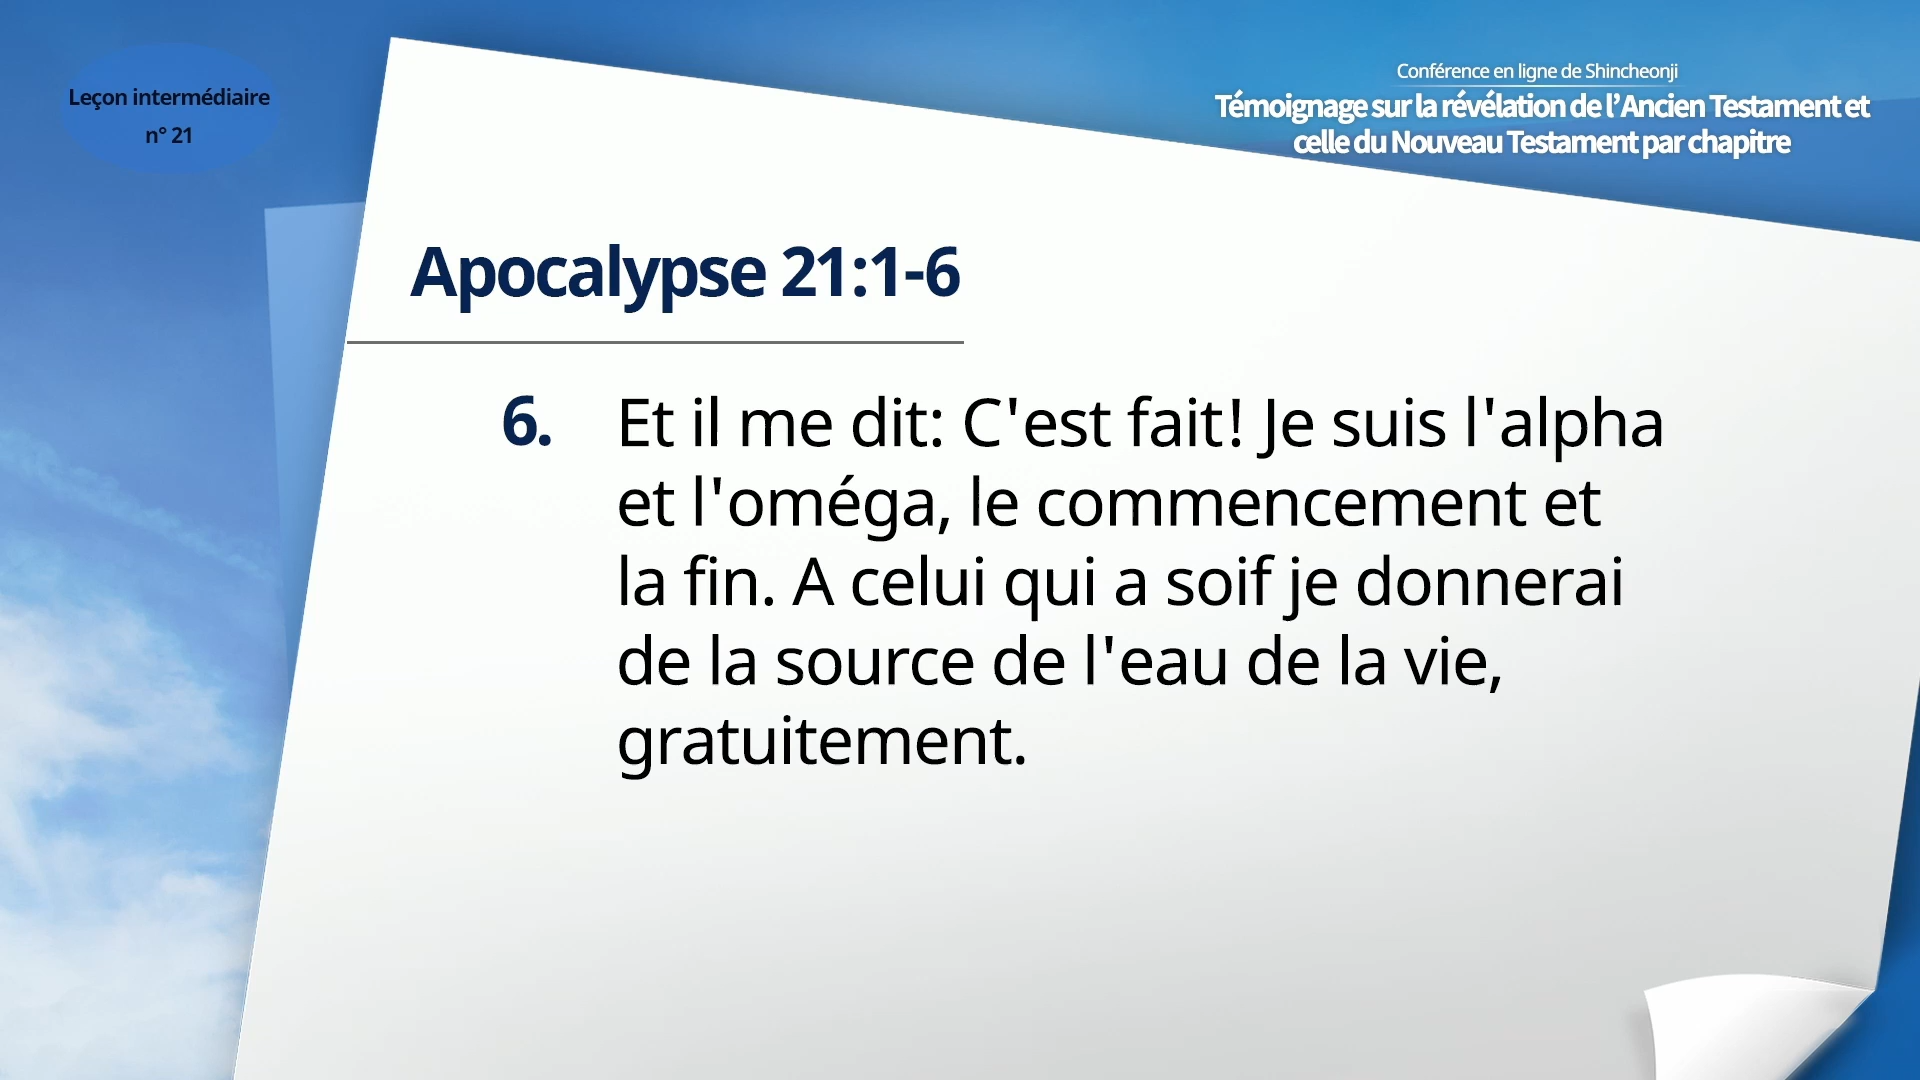 Leçon intermédiaire
n° 21
Conférence en ligne de Shincheonji
Témoignage sur la révélation de l’Ancien Testament et
celle du Nouveau Testament par chapitre
Apocalypse 21:1-6
6. Et il me dit: C'est fait! Je suis l'alpha
et l'oméga, le commencement et
la fin. A celui qui a soif je donnerai
de la source de l'eau de la vie,
gratuitement.